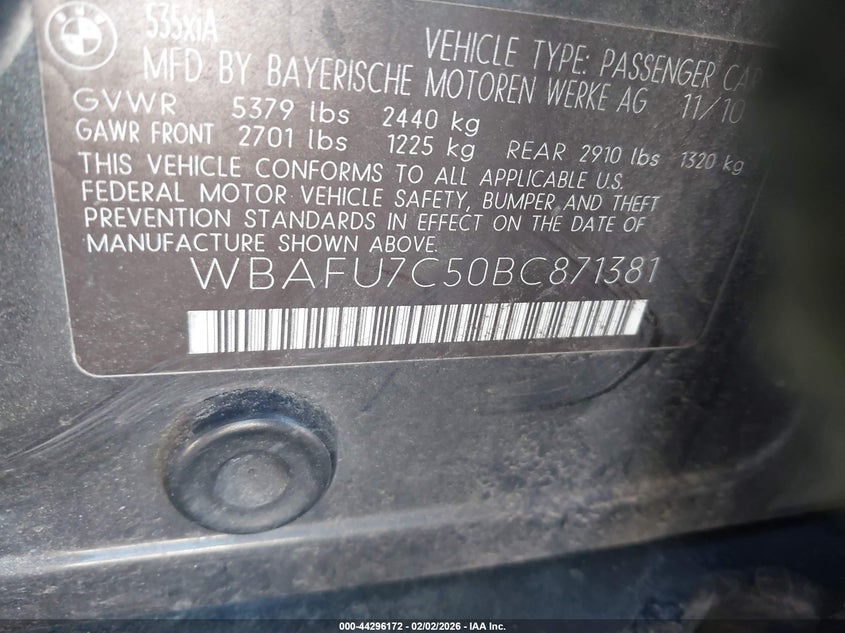 535xiA
VEHICLE TYPE: PASSENGER CAR
MFD BY BAYERISCHE MOTOREN WERKE AG 11/10
GVWR 5379 lbs 2440 kg
GAWR FRONT 2701 lbs 1225 kg REAR 2910 lbs 1320 kg
THIS VEHICLE CONFORMS TO ALL APPLICABLE U.S.
FEDERAL MOTOR VEHICLE SAFETY, BUMPER AND THEFT
PREVENTION STANDARDS IN EFFECT ON THE DATE OF
MANUFACTURE SHOWN ABOVE.
WBAFU7C50BC871381
000-44296172 | 02/02/2026 | IAA Inc.